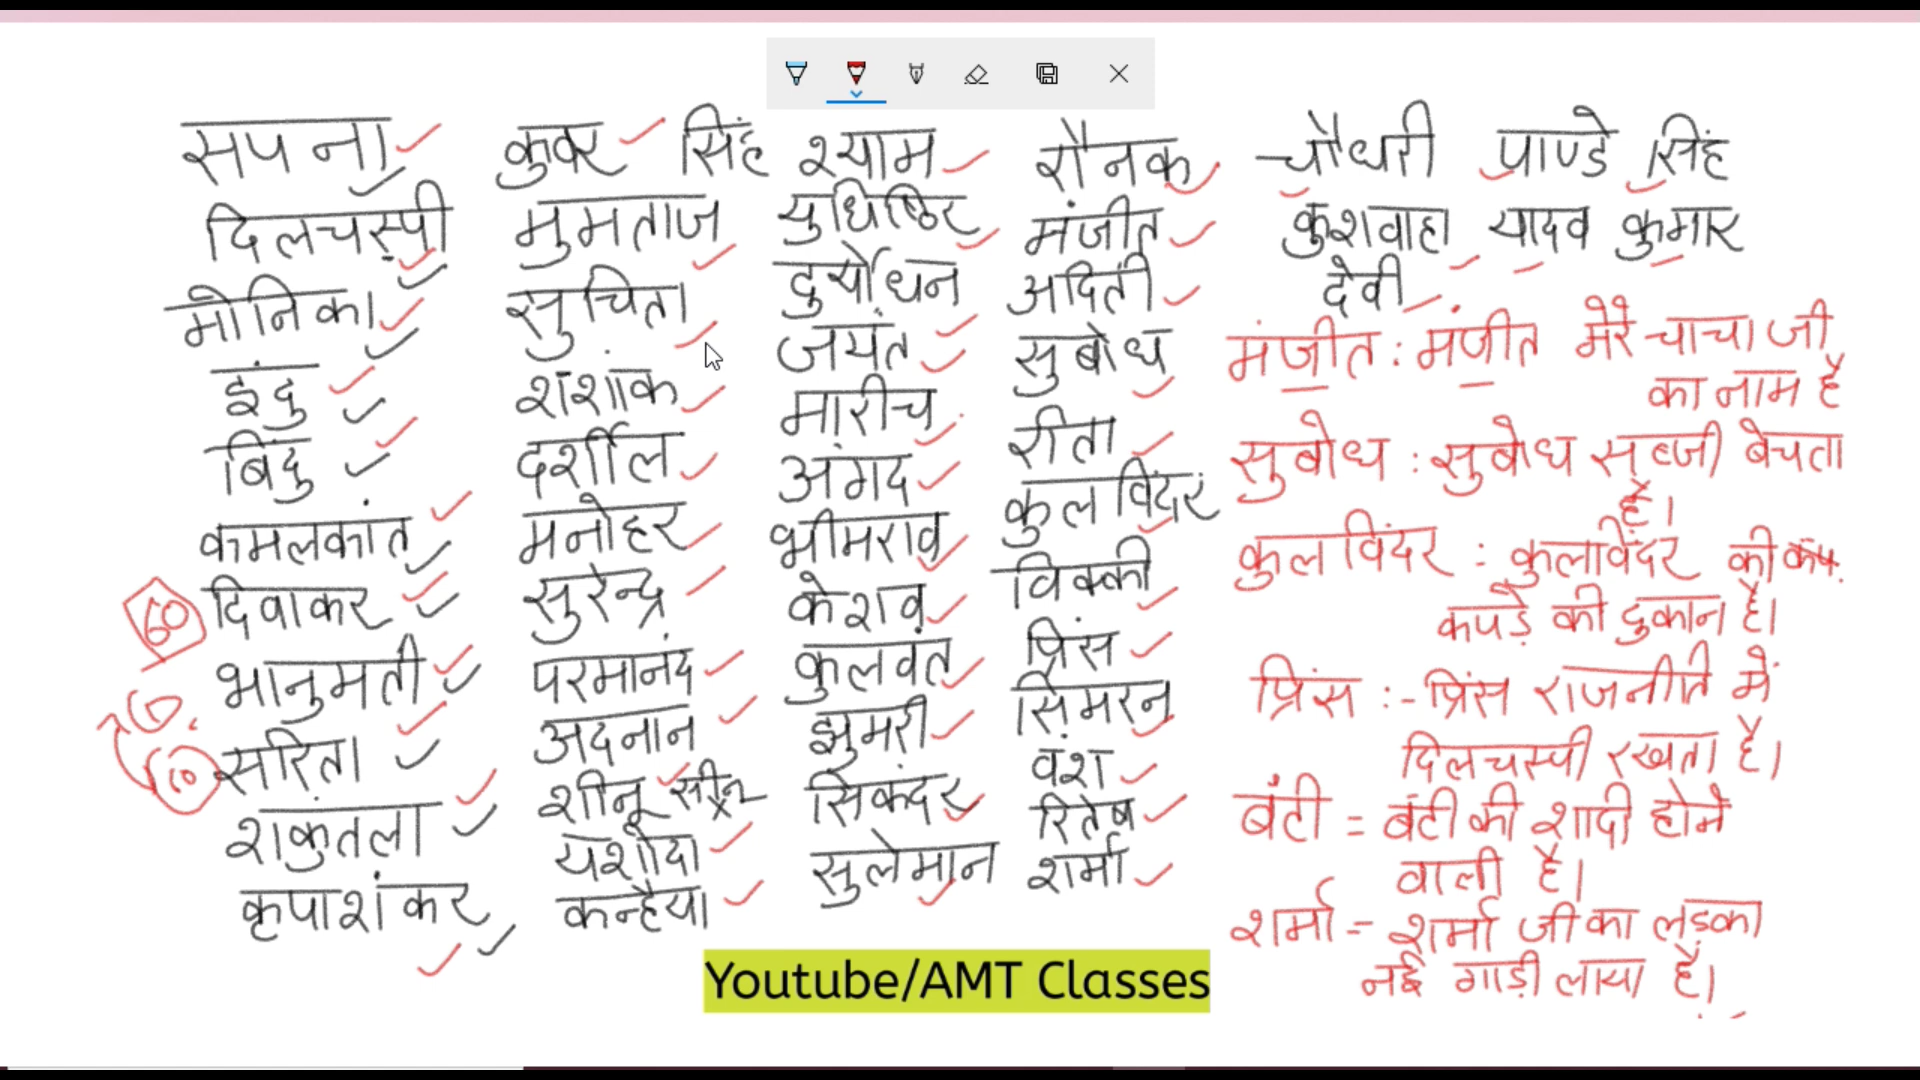 सपना
दिलचस्पी
मोनिका
इंदु
बिंदु
कमलकांत
दिवाकर
भानुमती
सरिता
शकुंतला
कृपाशंकर
60
10
कुवर सिंह
मुमताज
सुचिता
शशांक
दर्शील
मनोहर
सुरेन्द्र
परमानंद
अदनान
शीनू
यशोदा
कन्हैया
श्याम
युधिष्ठिर
दुर्योधन
जयंत
मारीच
अंगद
भीमराव
केशव
कुलवंत
झुमरी
सिकंदर
सुलेमान
रौनक
मंजीत
अदिती
सुबोध
रीता
कुलविंदर
विक्की
प्रिंस
सिमरन
वंश
रितेष
शर्मा
चौधरी पाण्डे सिंह
कुशवाहा यादव कुमार
देवी
मंजीत : मंजीत मेरे चाचा जी
का नाम है
सुबोध : सुबोध सब्जी बेचता
है।
कुलविंदर : कुलविंदर की
कपड़े की दुकान है।
प्रिंस :- प्रिंस राजनीति में
दिलचस्पी रखता है।
बंटी = बंटी की शादी होने
वाली है।
शर्मा = शर्मा जी का लड़का
नई गाड़ी लाया है।
Youtube/AMT Classes